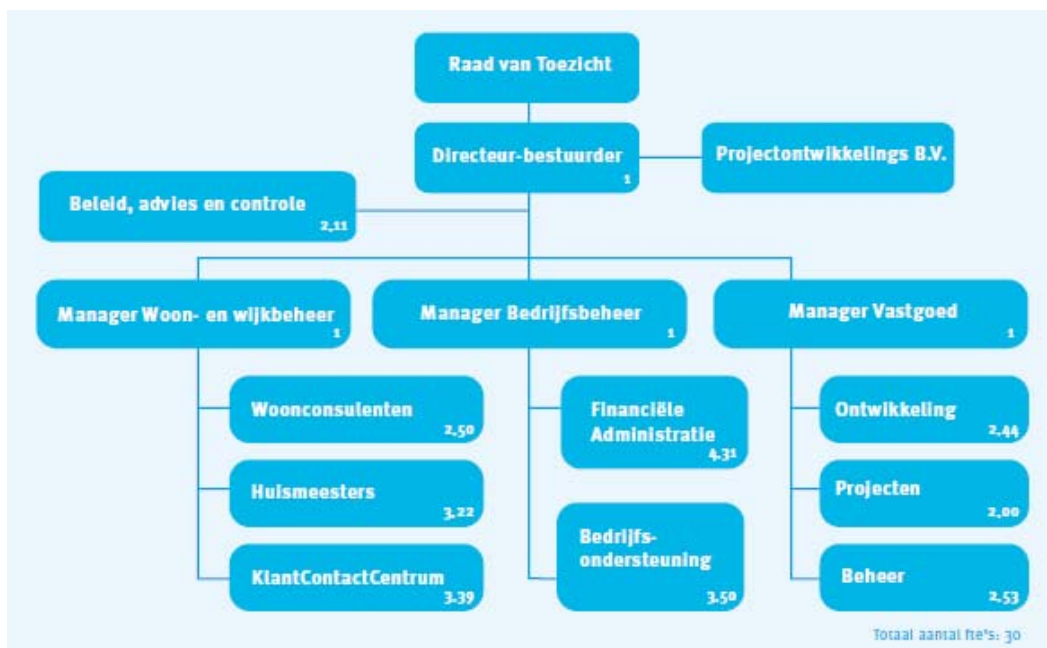 Raad van Toezicht
Directeur-bestuurder
1
Projectontwikkelings B.V.
Beleid, advies en controle
2,11
Manager Woon- en wijkbeheer
1
Manager Bedrijfsbeheer
1
Manager Vastgoed
1
Woonconsulenten
2,50
Huismeesters
3,22
KlantContactCentrum
3,39
Financiële
Administratie
4,31
Bedrijfs-
ondersteuning
3,50
Ontwikkeling
2,44
Projecten
2,00
Beheer
2,53
Totaal aantal fte's: 30